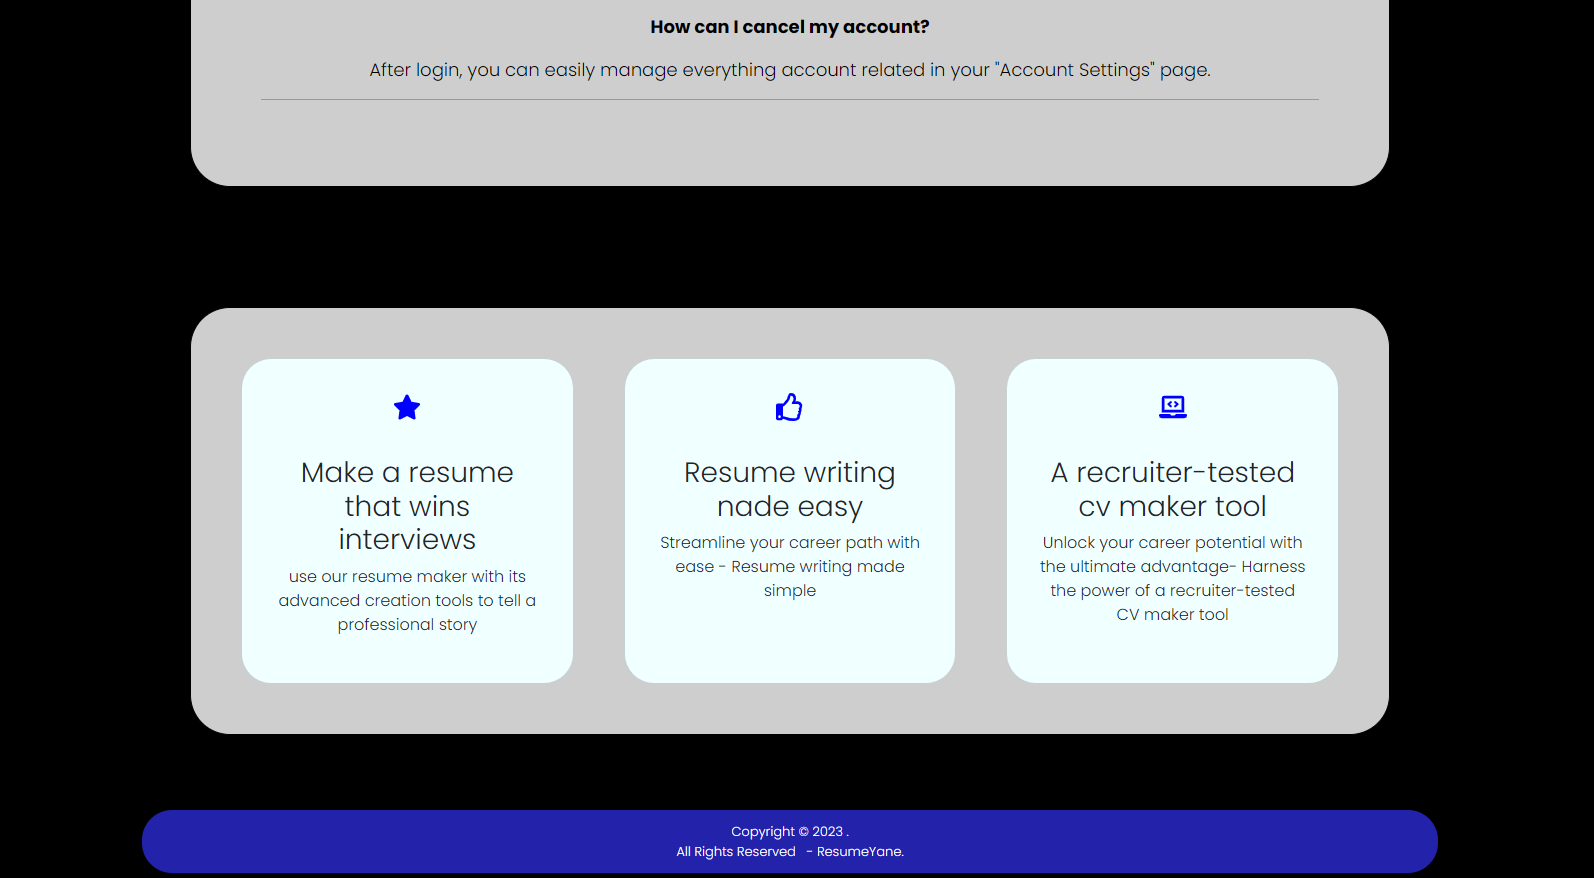 How can I cancel my account?
After login, you can easily manage everything account related in your "Account Settings" page.
Make a resume
that wins
interviews
use our resume maker with its
advanced creation tools to tell a
professional story
Resume writing
nade easy
Streamline your career path with
ease - Resume writing made
simple
A recruiter-tested
cv maker tool
Unlock your career potential with
the ultimate advantage- Harness
the power of a recruiter-tested
CV maker tool
Copyright © 2023 .
All Rights Reserved - ResumeYane.